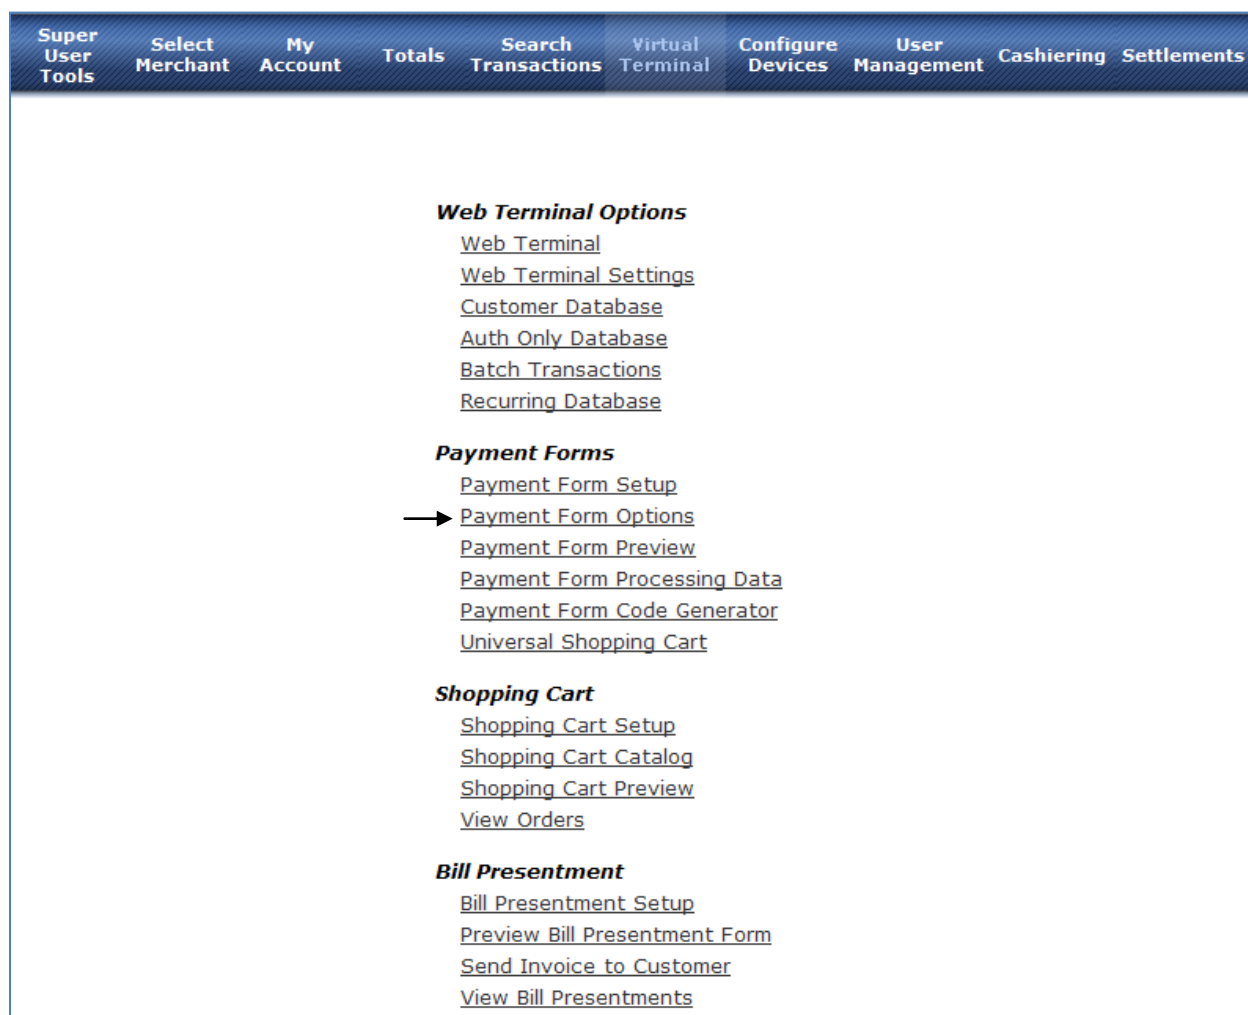 Super User Tools
Select Merchant
My Account
Totals
Search Transactions
Virtual Terminal
Configure Devices
User Management
Cashiering
Settlements
Web Terminal Options
Web Terminal
Web Terminal Settings
Customer Database
Auth Only Database
Batch Transactions
Recurring Database
Payment Forms
Payment Form Setup
Payment Form Options
Payment Form Preview
Payment Form Processing Data
Payment Form Code Generator
Universal Shopping Cart
Shopping Cart
Shopping Cart Setup
Shopping Cart Catalog
Shopping Cart Preview
View Orders
Bill Presentment
Bill Presentment Setup
Preview Bill Presentment Form
Send Invoice to Customer
View Bill Presentments